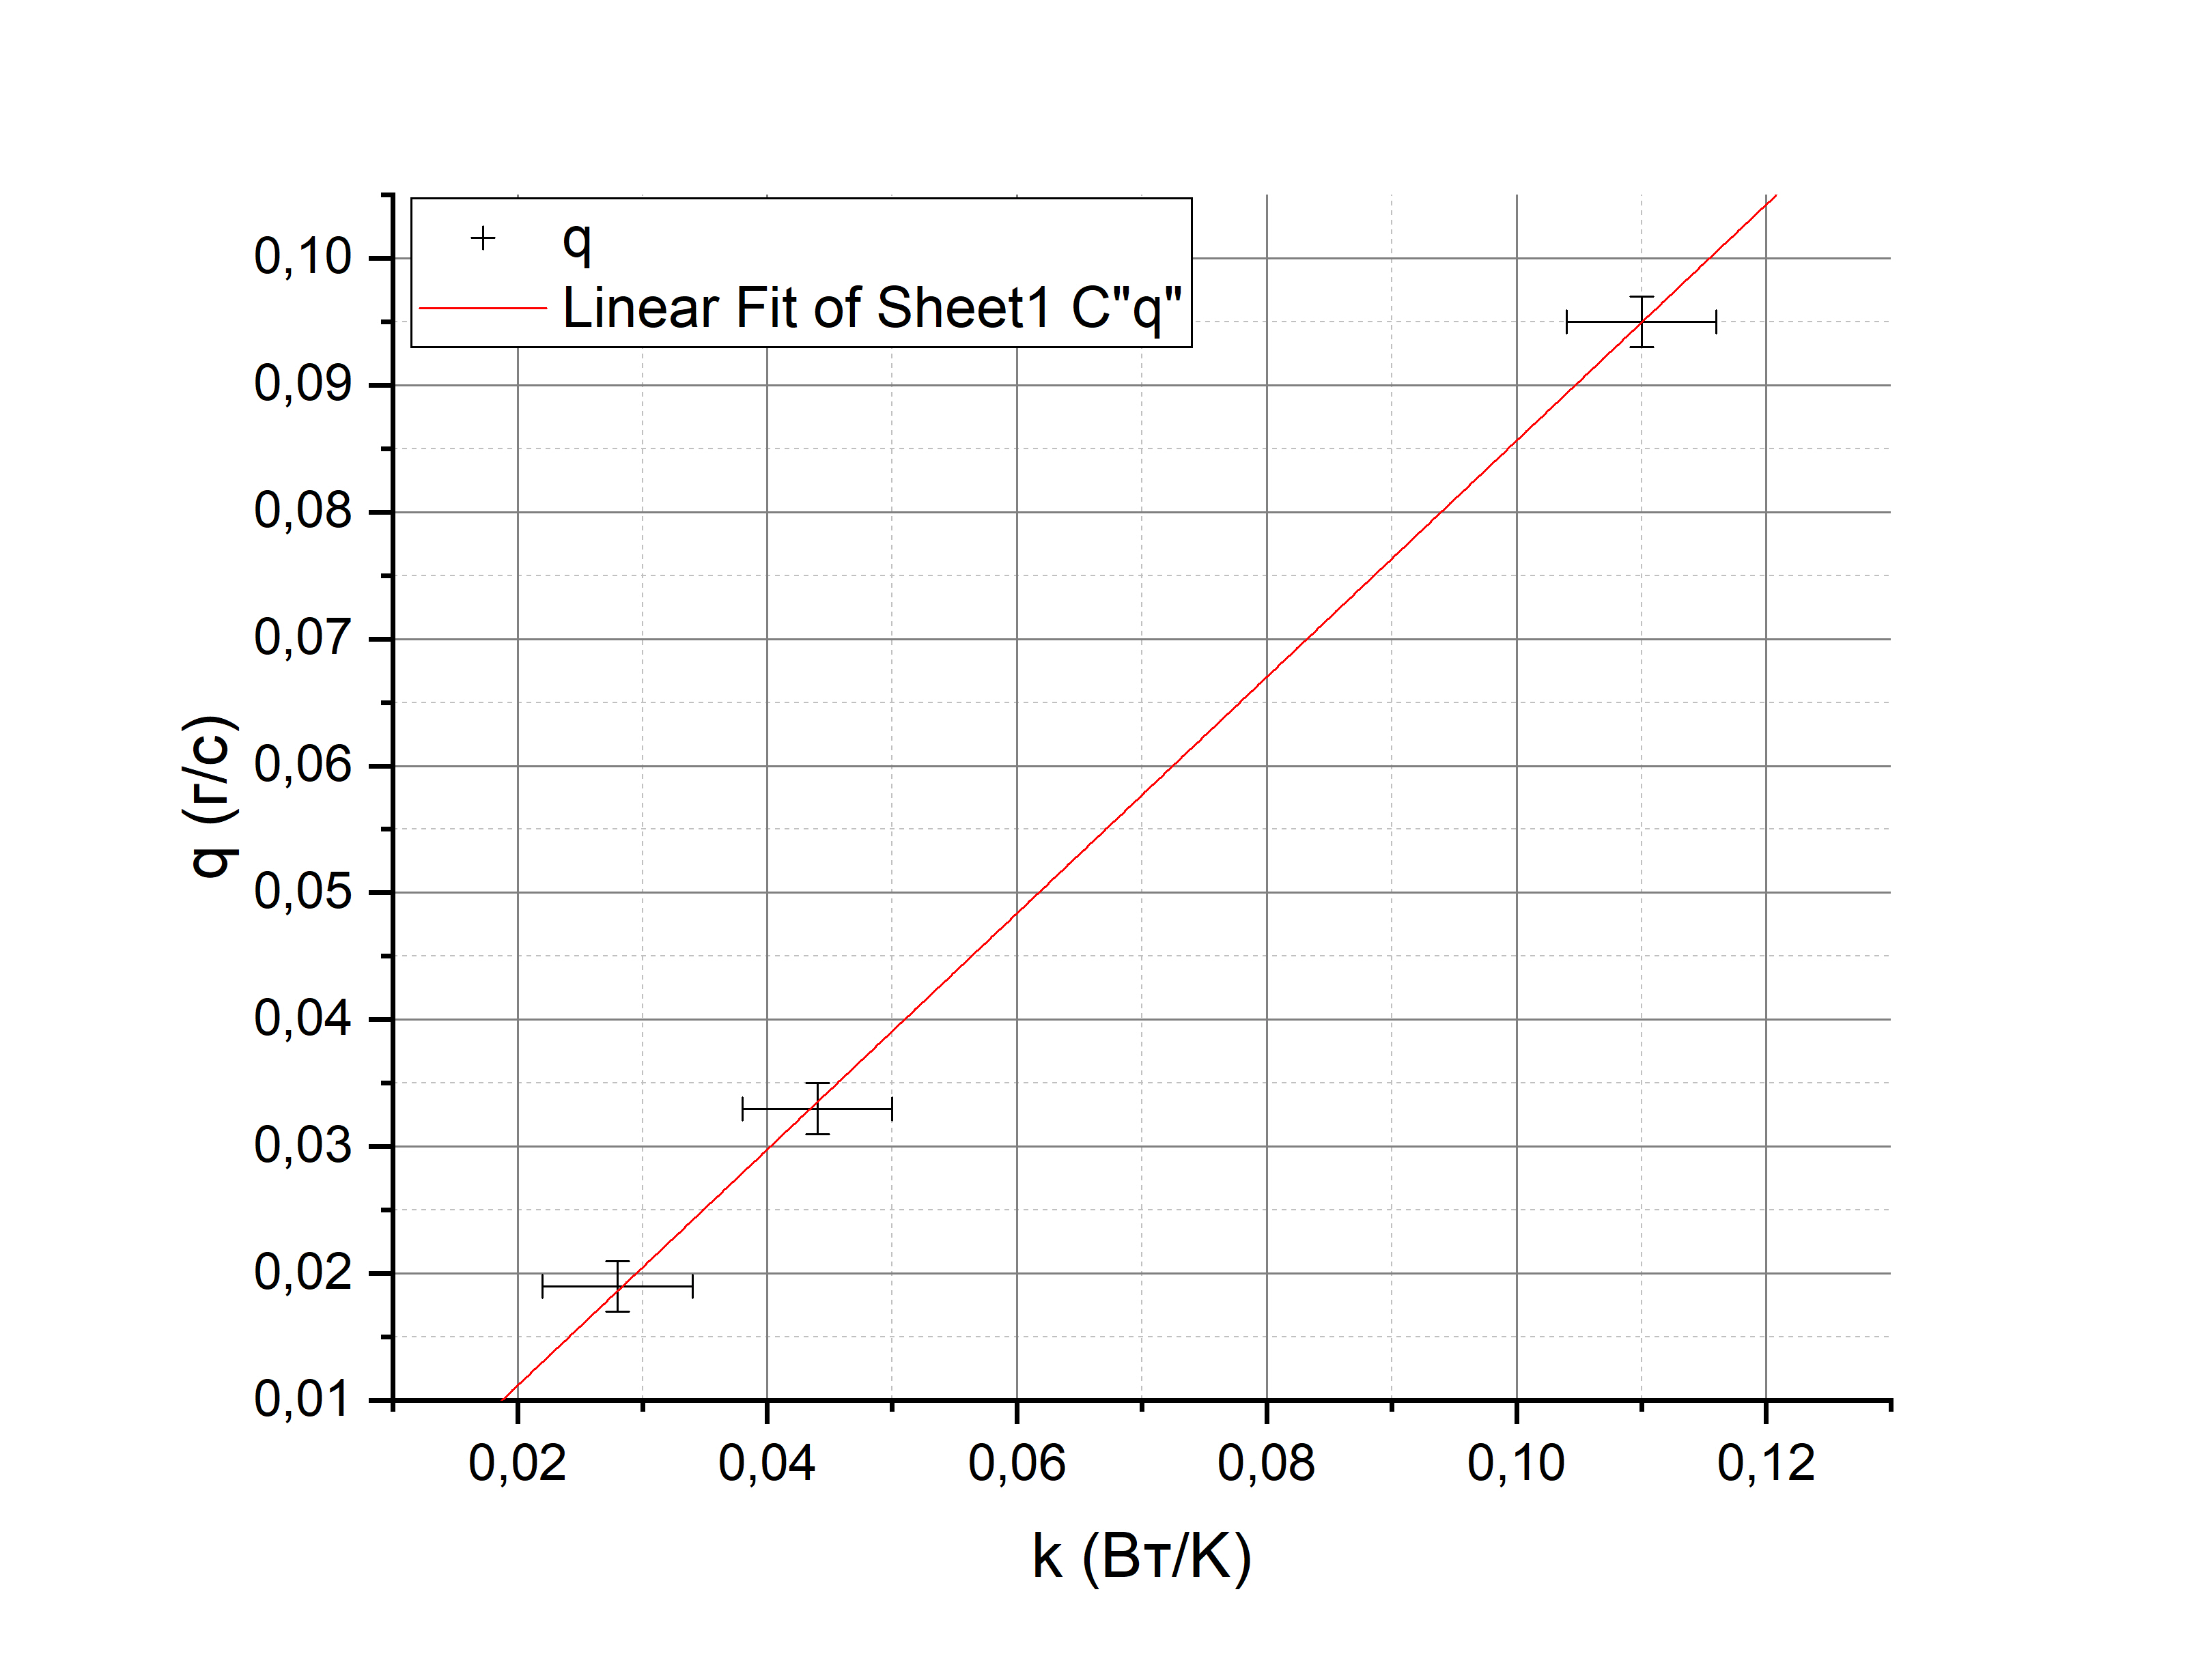 q
Linear Fit of Sheet1 C"q"
0,10
0,09
0,08
0,07
0,06
0,05
0,04
0,03
0,02
0,01
q (г/с)
0,02 0,04 0,06 0,08 0,10 0,12
k (Вт/К)